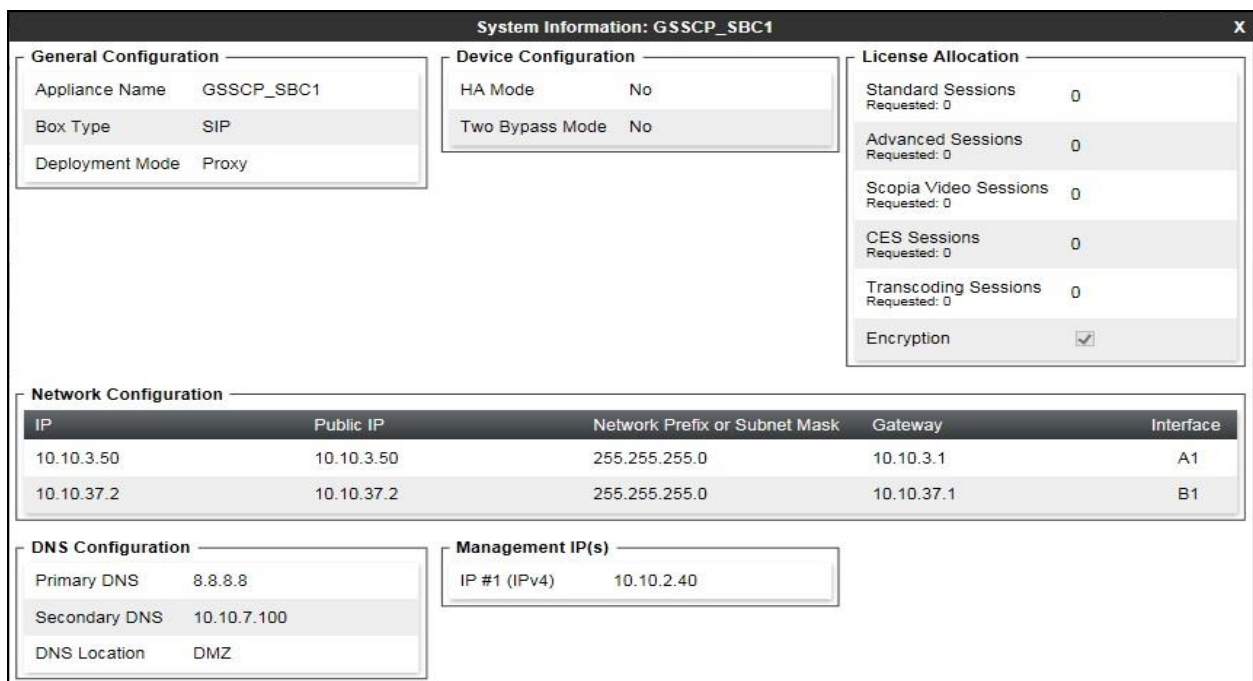 System Information: GSSCP_SBC1 X
General Configuration
Appliance Name GSSCP_SBC1
Box Type SIP
Deployment Mode Proxy
Device Configuration
HA Mode No
Two Bypass Mode No
License Allocation
Standard Sessions 0
Requested: 0
Advanced Sessions 0
Requested: 0
Scopia Video Sessions 0
Requested: 0
CES Sessions 0
Requested: 0
Transcoding Sessions 0
Requested: 0
Encryption
Network Configuration
IP Public IP Network Prefix or Subnet Mask Gateway Interface
10.10.3.50 10.10.3.50 255.255.255.0 10.10.3.1 A1
10.10.37.2 10.10.37.2 255.255.255.0 10.10.37.1 B1
DNS Configuration
Primary DNS 8.8.8.8
Secondary DNS 10.10.7.100
DNS Location DMZ
Management IP(s)
IP #1 (IPv4) 10.10.2.40